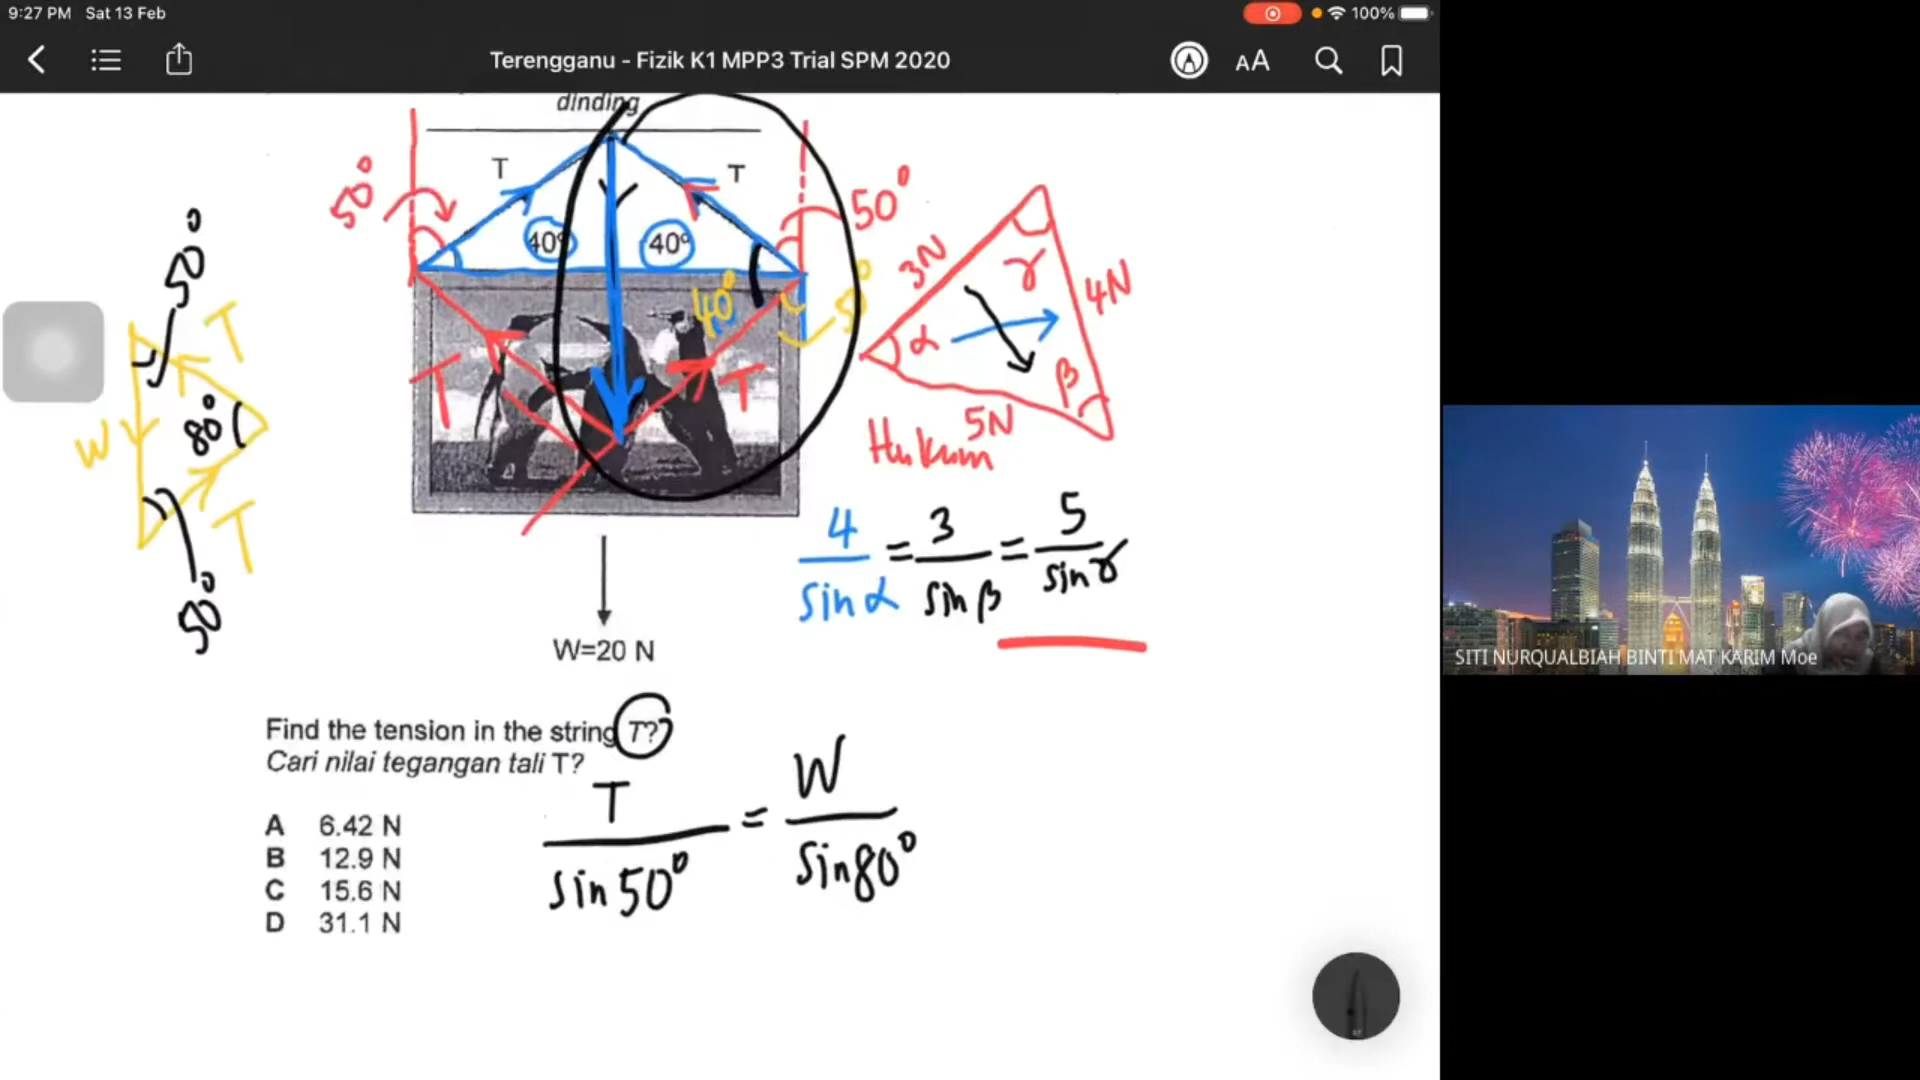 9:27 PM Sat 13 Feb
100%
Terengganu - Fizik K1 MPP3 Trial SPM 2020
AA
dinding
T
T
50°
50°
40°
40°
40°
50°
T
T
3N
4N
5N
α
β
γ
Hukum
50°
T
W
80°
T
50°
4/sin α = 3/sin β = 5/sin γ
W=20 N
Find the tension in the string T?
Cari nilai tegangan tali T?
T/sin 50° = W/sin 80°
A 6.42 N
B 12.9 N
C 15.6 N
D 31.1 N
SITI NURQUALBIAH BINTI MAT KARIM Moe